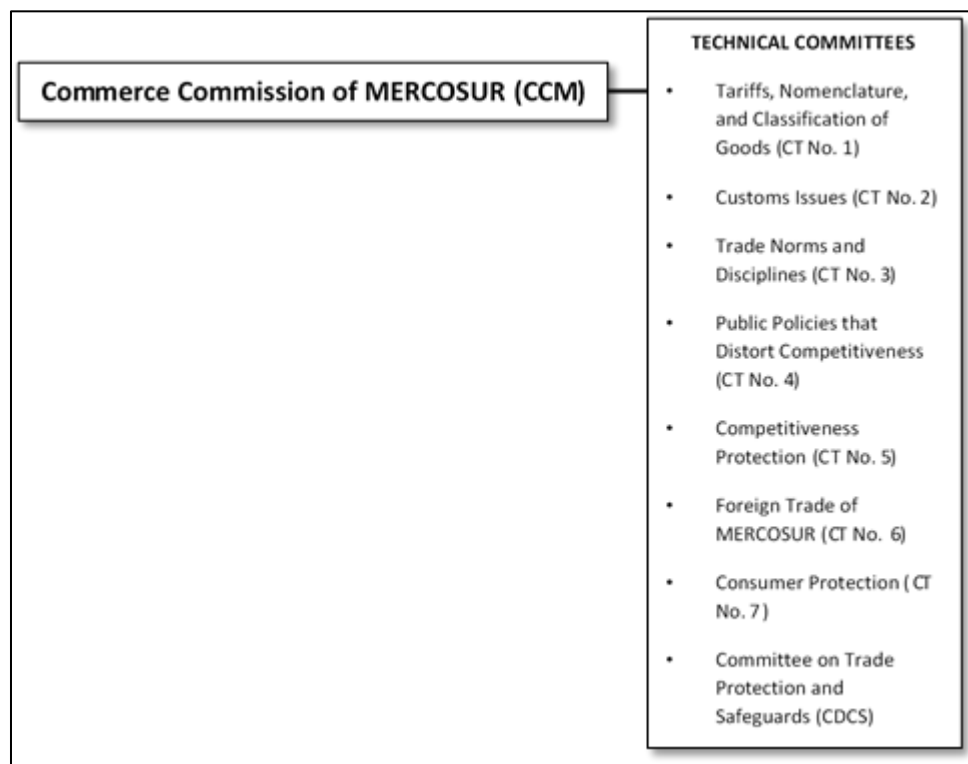 TECHNICAL COMMITTEES
Commerce Commission of MERCOSUR (CCM)
• Tariffs, Nomenclature,
and Classification of
Goods (CT No. 1)
• Customs Issues (CT No. 2)
• Trade Norms and
Disciplines (CT No. 3)
• Public Policies that
Distort Competitiveness
(CT No. 4)
• Competitiveness
Protection (CT No. 5)
• Foreign Trade of
MERCOSUR (CT No. 6)
• Consumer Protection ( CT
No. 7 )
• Committee on Trade
Protection and
Safeguards (CDCS)